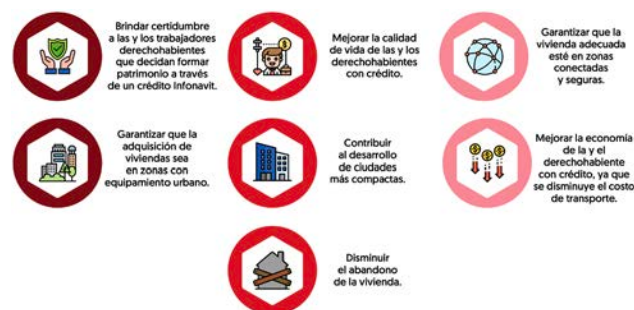 Brindar certidumbre
a las y los trabajadores
derechohabientes
que decidan formar
patrimonio a través
de un crédito Infonavit.
Mejorar la calidad
de vida de las y los
derechohabientes
con crédito.
Garantizar que la
vivienda adecuada
esté en zonas
conectadas
y seguras.
Garantizar que la
adquisición de
viviendas sea
en zonas con
equipamiento urbano.
Contribuir
al desarrollo
de ciudades
más compactas.
Mejorar la economía
de la y el
derechohabiente
con crédito, ya que
se disminuye el costo
de transporte.
Disminuir
el abandono
de la vivienda.